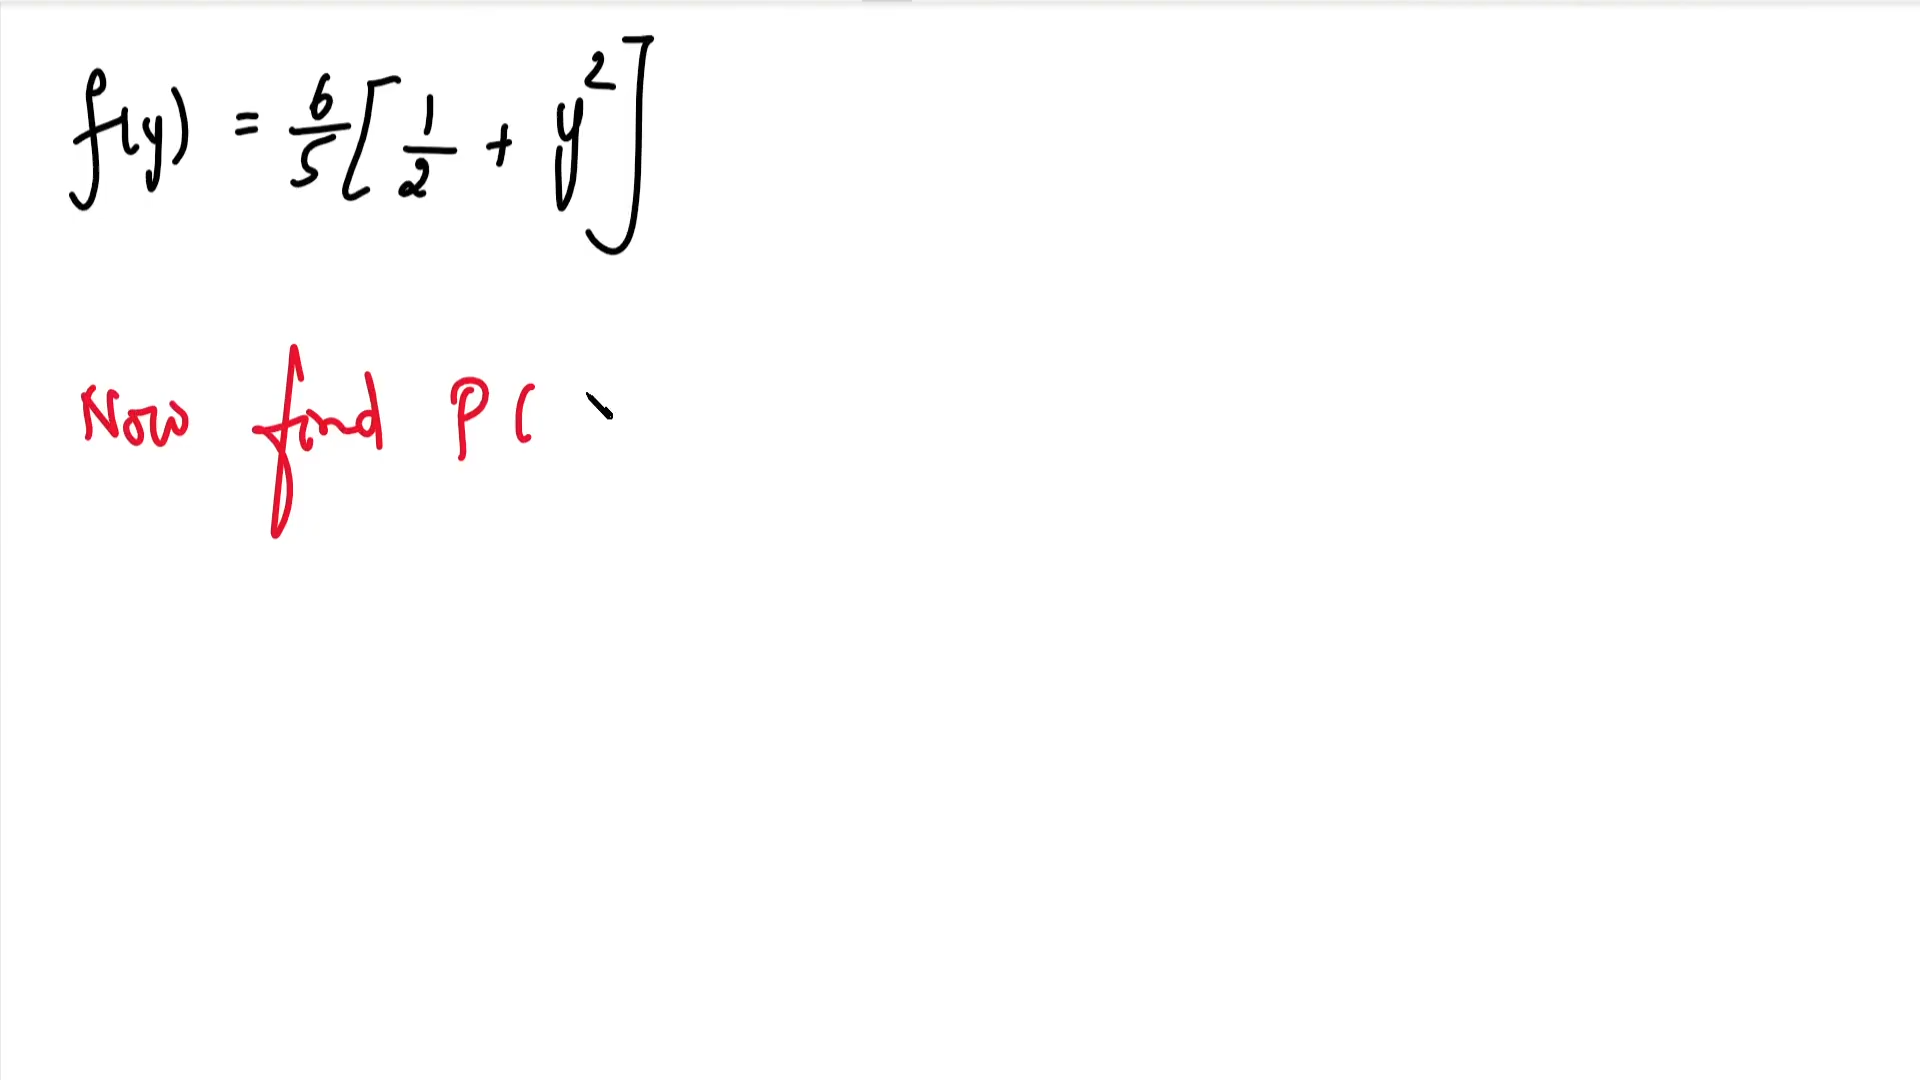 f(y) = 6/5 [ 1/2 + y² ]
Now find P(